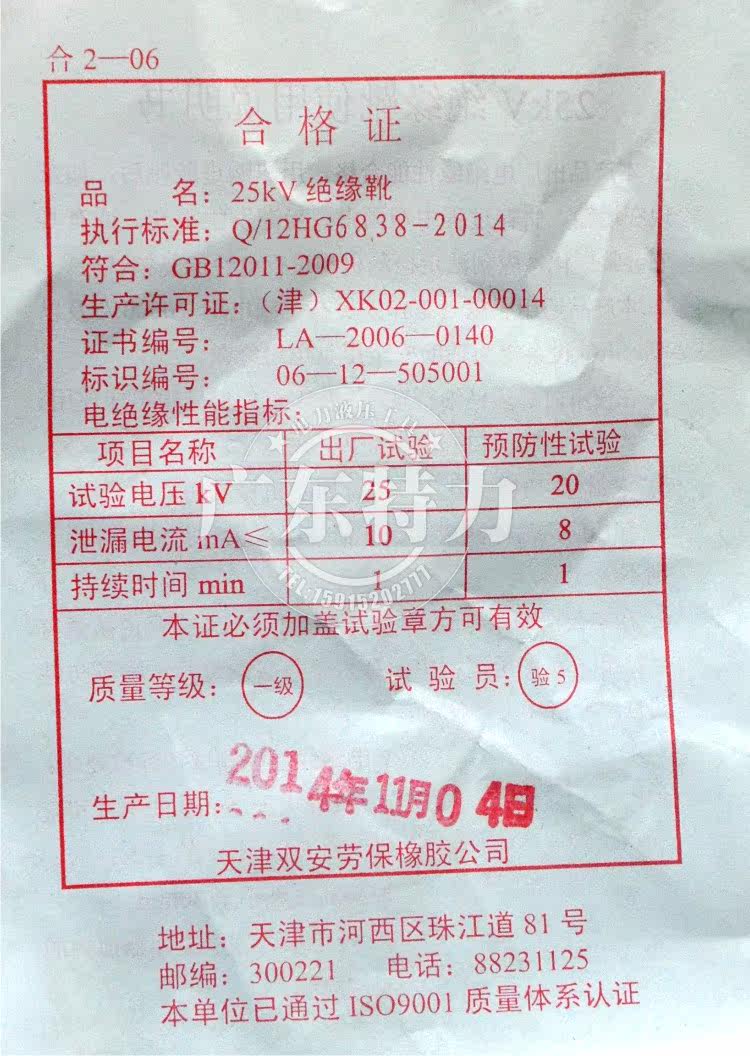 合2—06
合格证
品 名：25kV 绝缘靴
执行标准：Q/12HG6838-2014
符合：GB12011-2009
生产许可证：（津）XK02-001-00014
证书编号： LA—2006—0140
标识编号： 06—12—505001
电绝缘性能指标：
项目名称 出厂试验 预防性试验
试验电压 kV 25 20
泄漏电流 mA≤ 10 8
持续时间 min 1 1
本证必须加盖试验章方可有效
质量等级： 一级 试 验 员： 验5
生产日期： 2014年11月04日
天津双安劳保橡胶公司
地址：天津市河西区珠江道 81 号
邮编：300221 电话：88231125
本单位已通过 ISO9001 质量体系认证
力液压工具
广东特力
TEL:15915202777